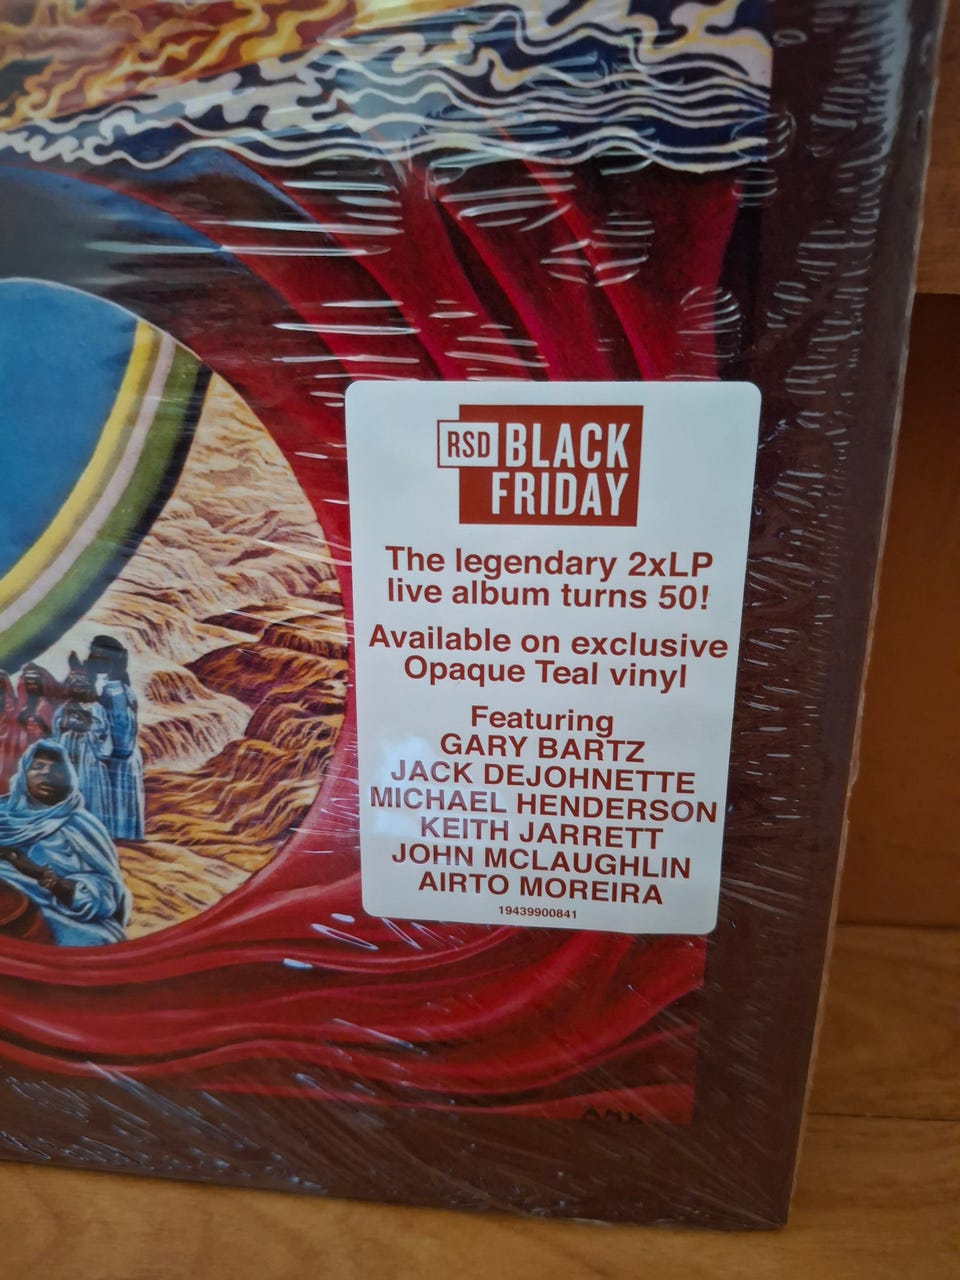 RSD BLACK
FRIDAY
The legendary 2xLP
live album turns 50!
Available on exclusive
Opaque Teal vinyl
Featuring
GARY BARTZ
JACK DEJOHNETTE
MICHAEL HENDERSON
KEITH JARRETT
JOHN MCLAUGHLIN
AIRTO MOREIRA
19439900841